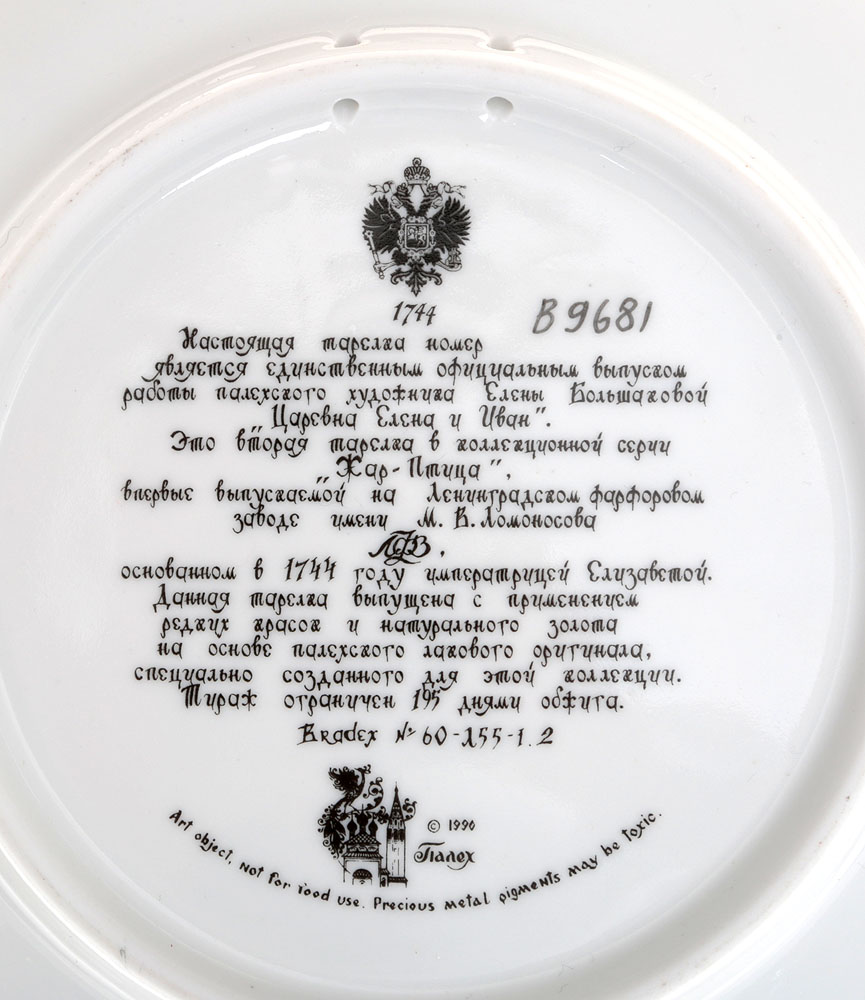 1744
B 9681
Настоящая тарелка номер
является единственным официальным выпуском
работы палехского художника Елены Большаковой
„Царевна Елена и Иван".
Это вторая тарелка в коллекционной серии
„Жар-Птица",
впервые выпускаемой на Ленинградском фарфоровом
заводе имени М. В. Ломоносова
ЛФЗ,
основанном в 1744 году императрицей Елизаветой.
Данная тарелка выпущена с применением
редких красок и натурального золота
на основе палехского лакового оригинала,
специально созданного для этой коллекции.
Тираж ограничен 195 днями обжига.
Bradex № 60-155-1.2
© 1990
Палех
Art object, not for food use. Precious metal pigments may be toxic.